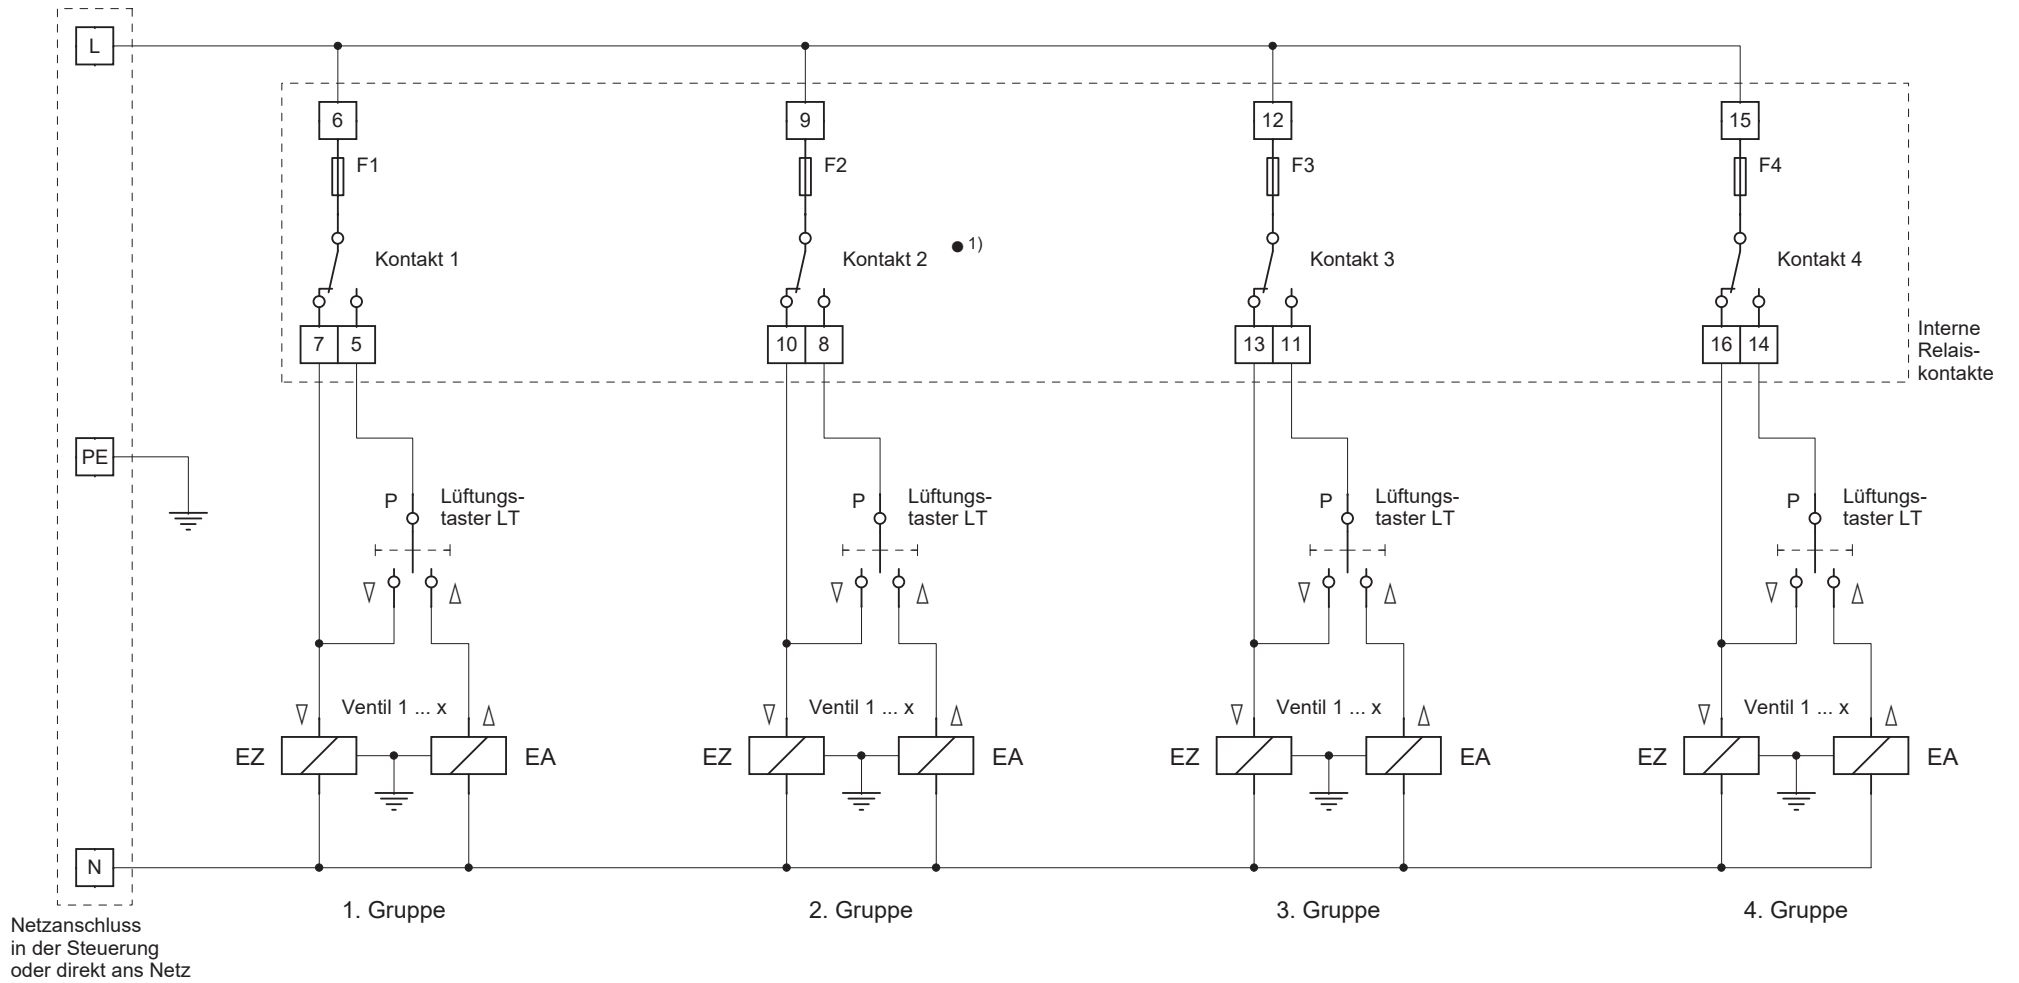 L
6
9
12
15
F1
F2
F3
F4
Kontakt 1
Kontakt 2
● 1)
Kontakt 3
Kontakt 4
7
5
10
8
13
11
16
14
Interne
Relais-
kontakte
PE
P
Lüftungs-
taster LT
P
Lüftungs-
taster LT
P
Lüftungs-
taster LT
P
Lüftungs-
taster LT
Ventil 1 ... x
Ventil 1 ... x
Ventil 1 ... x
Ventil 1 ... x
EZ
EA
EZ
EA
EZ
EA
EZ
EA
N
1. Gruppe
2. Gruppe
3. Gruppe
4. Gruppe
Netzanschluss
in der Steuerung
oder direkt ans Netz